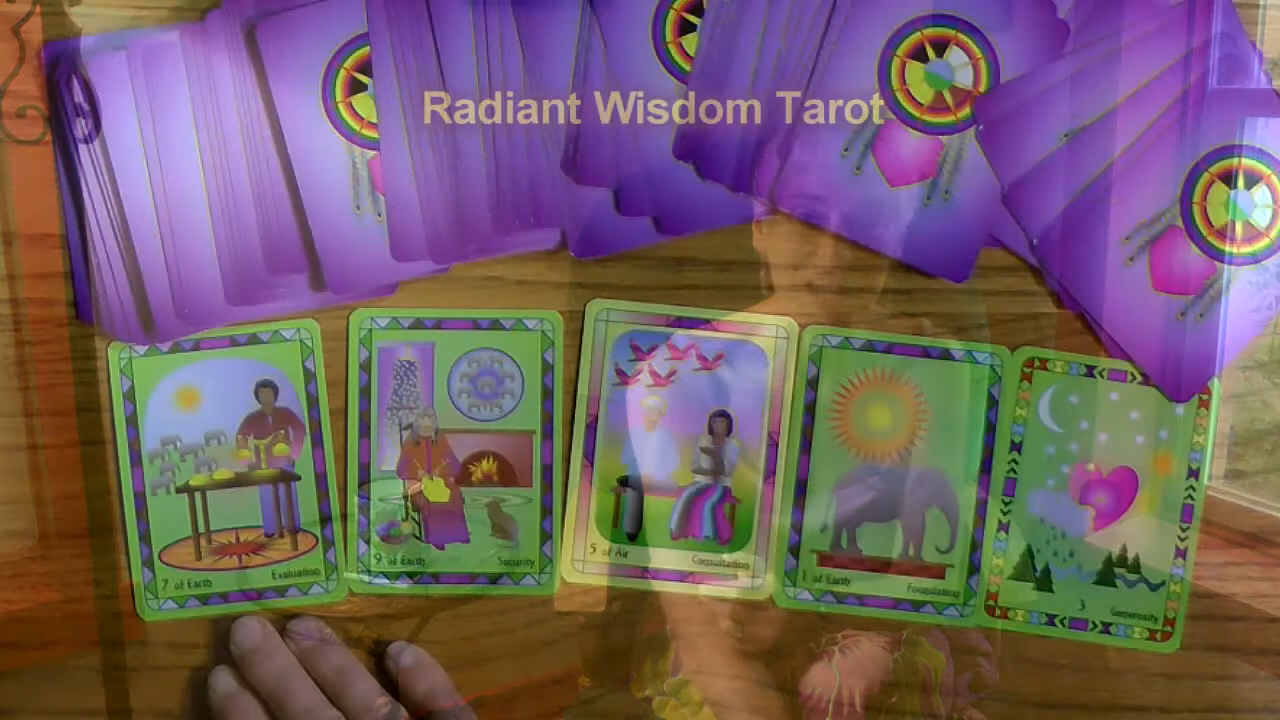 Radiant Wisdom Tarot
7 of Earth
Evaluation
9 of Earth
Security
5 of Air
Consultation
1 of Earth
Foundation
3
Generosity